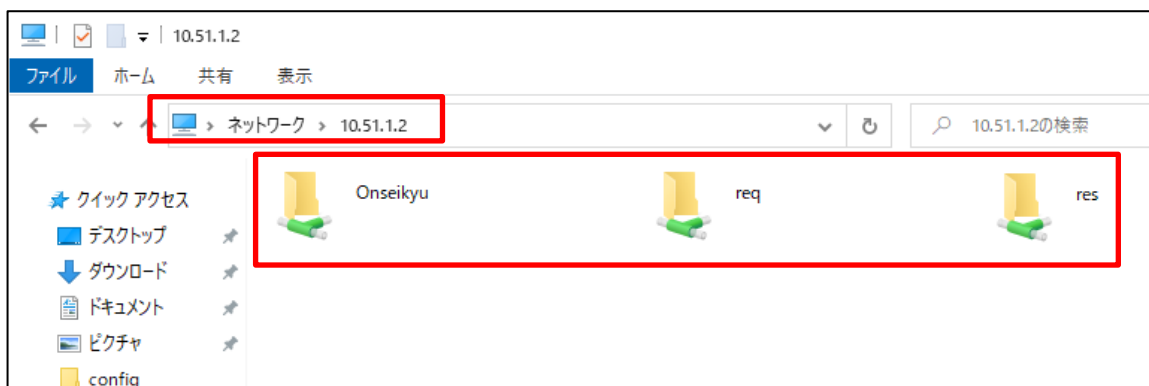 10.51.1.2
ファイル ホーム 共有 表示
ネットワーク 10.51.1.2
10.51.1.2の検索
Onseikyu req res
クイック アクセス
デスクトップ
ダウンロード
ドキュメント
ピクチャ
config